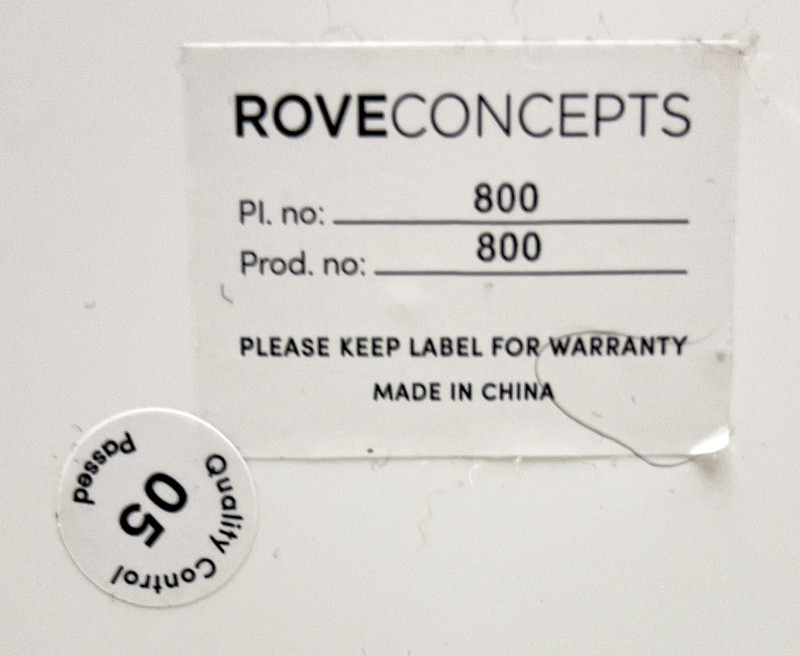 ROVECONCEPTS
Pl. no: 800
Prod. no: 800
PLEASE KEEP LABEL FOR WARRANTY
MADE IN CHINA
Quality Control
05
Passed